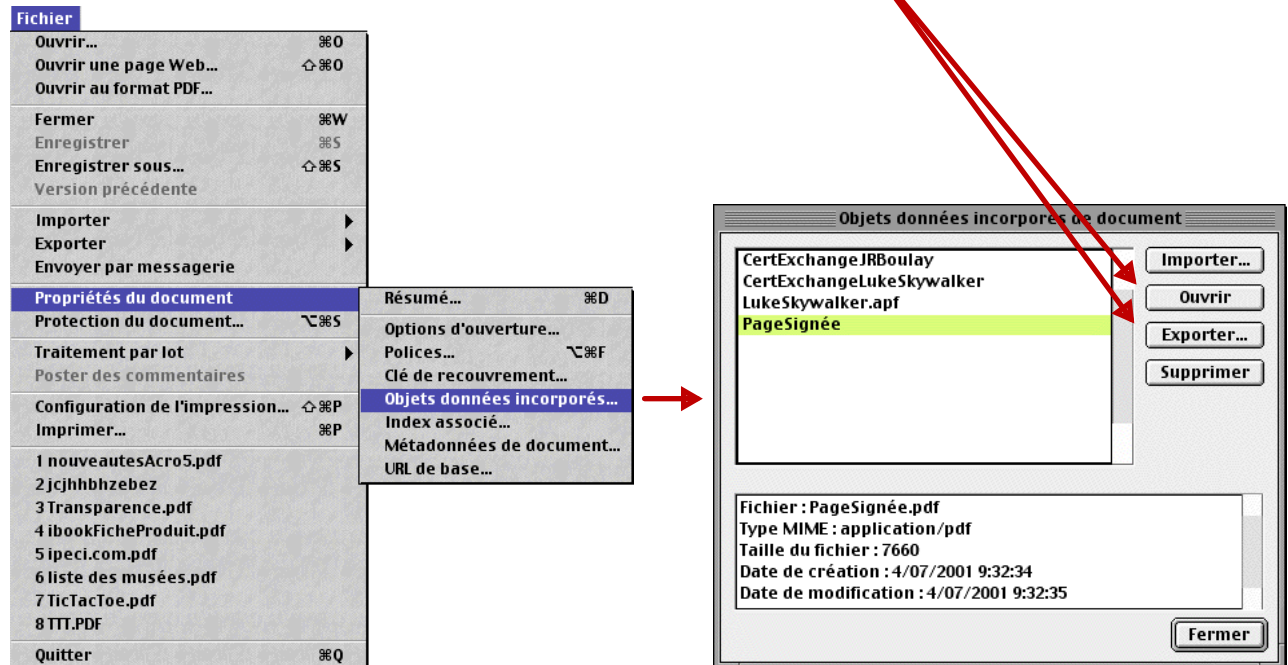 Fichier
Ouvrir... ⌘O
Ouvrir une page Web... ⇧⌘O
Ouvrir au format PDF...
Fermer ⌘W
Enregistrer ⌘S
Enregistrer sous... ⇧⌘S
Version précédente
Importer
Exporter
Envoyer par messagerie
Propriétés du document
Protection du document... ⌥⌘S
Traitement par lot
Poster des commentaires
Configuration de l'impression... ⇧⌘P
Imprimer... ⌘P
1 nouveautesAcro5.pdf
2 jcjhhbhzebez
3 Transparence.pdf
4 ibookFicheProduit.pdf
5 ipeci.com.pdf
6 liste des musées.pdf
7 TicTacToe.pdf
8 TTT.PDF
Quitter ⌘Q
Résumé... ⌘D
Options d'ouverture...
Polices... ⌥⌘F
Clé de recouvrement...
Objets données incorporés...
Index associé...
Métadonnées de document...
URL de base...
Objets données incorporés de document
CertExchangeJRBoulay
CertExchangeLukeSkywalker
LukeSkywalker.apf
PageSignée
Importer...
Ouvrir
Exporter...
Supprimer
Fichier : PageSignée.pdf
Type MIME : application/pdf
Taille du fichier : 7660
Date de création : 4/07/2001 9:32:34
Date de modification : 4/07/2001 9:32:35
Fermer